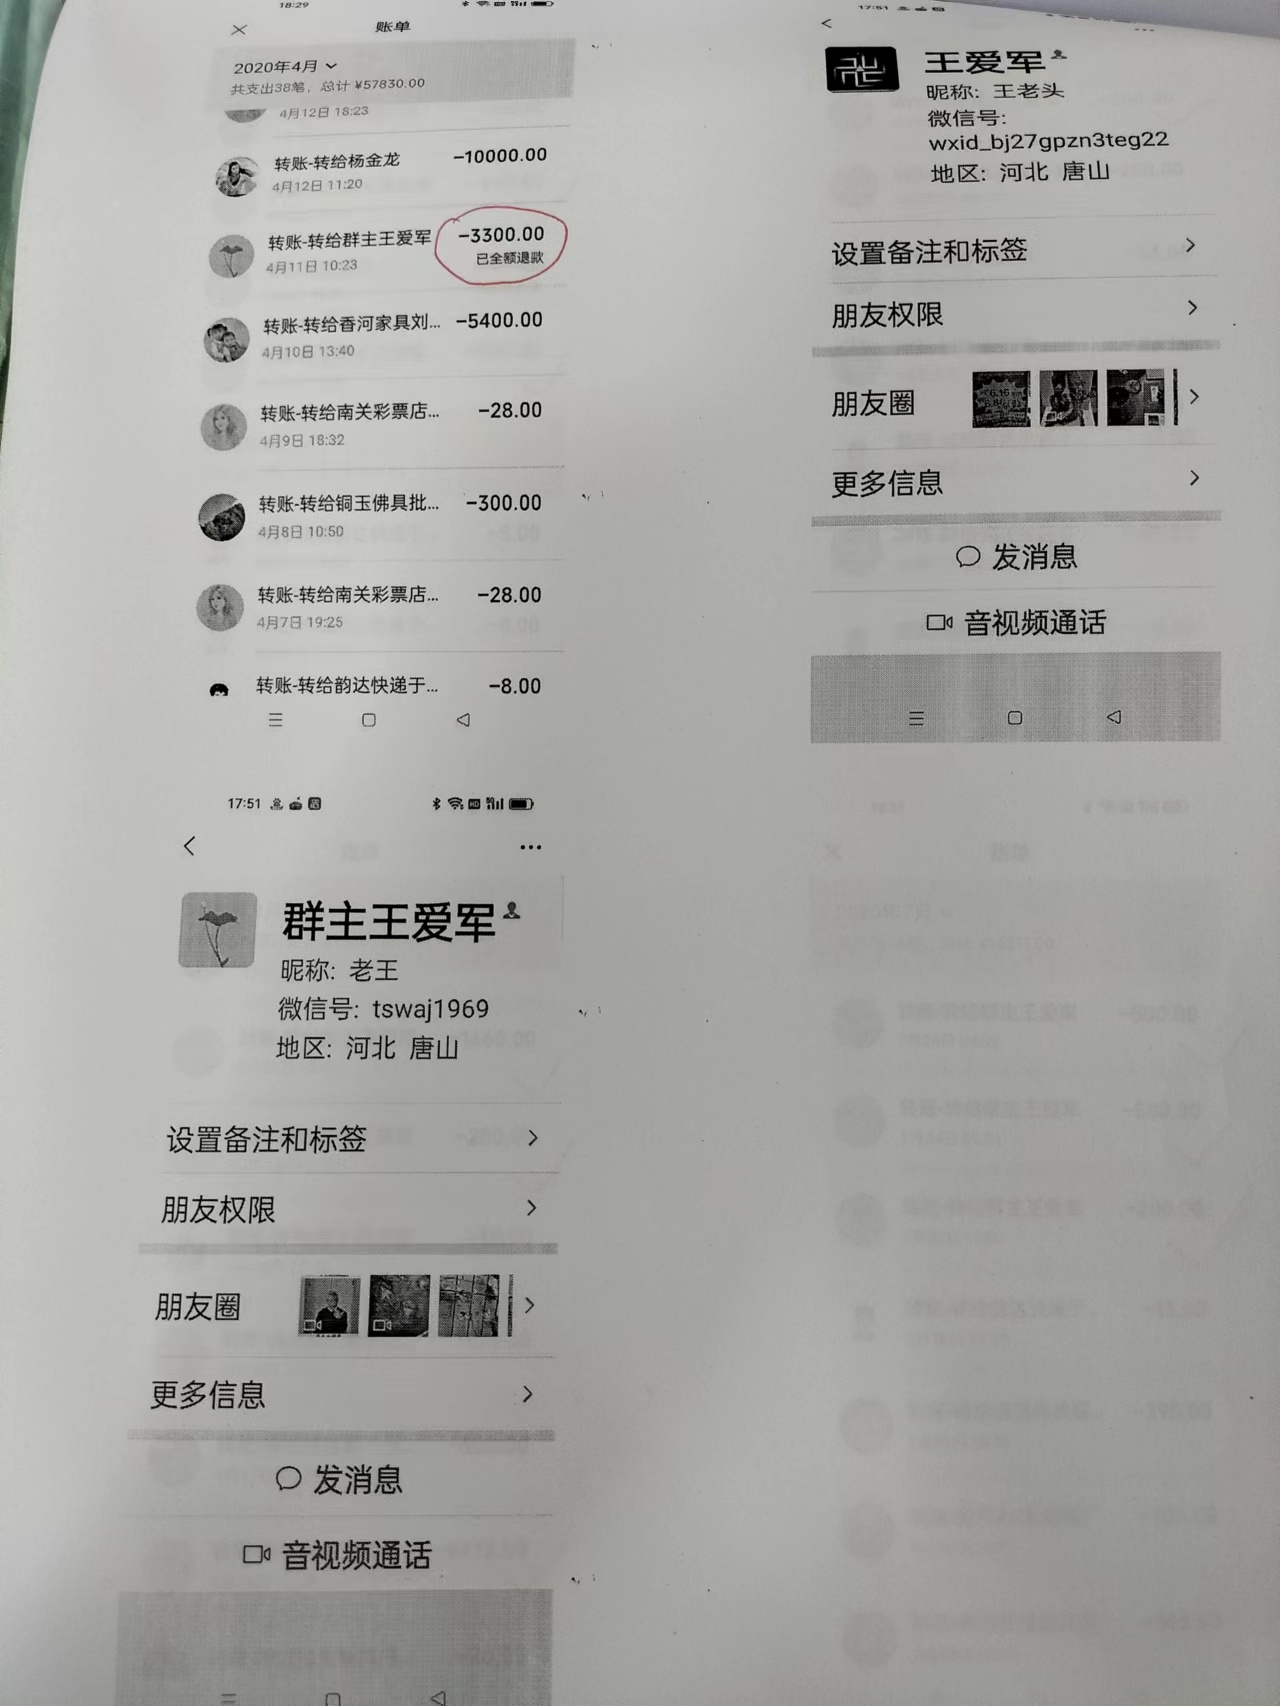 18:29
账单
2020年4月
共支出38笔，总计 ¥57830.00
4月12日 18:23
转账-转给杨金龙 -10000.00
4月12日 11:20
转账-转给群主王爱军 -3300.00
4月11日 10:23 已全额退款
转账-转给香河家具刘... -5400.00
4月10日 13:40
转账-转给南关彩票店... -28.00
4月9日 18:32
转账-转给铜玉佛具批... -300.00
4月8日 10:50
转账-转给南关彩票店... -28.00
4月7日 19:25
转账-转给韵达快递于... -8.00
17:51
王爱军
昵称: 王老头
微信号:
wxid_bj27gpzn3teg22
地区: 河北 唐山
设置备注和标签
朋友权限
朋友圈
更多信息
发消息
音视频通话
17:51
群主王爱军
昵称: 老王
微信号: tswaj1969
地区: 河北 唐山
设置备注和标签
朋友权限
朋友圈
更多信息
发消息
音视频通话